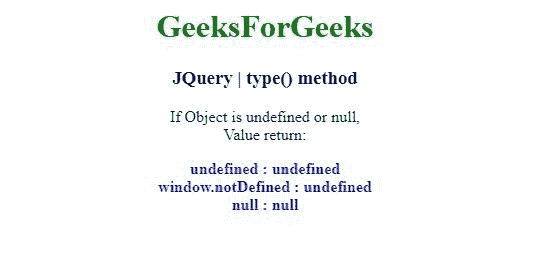 GeeksForGeeks
JQuery | type() method
If Object is undefined or null,
Value return:
undefined : undefined
window.notDefined : undefined
null : null